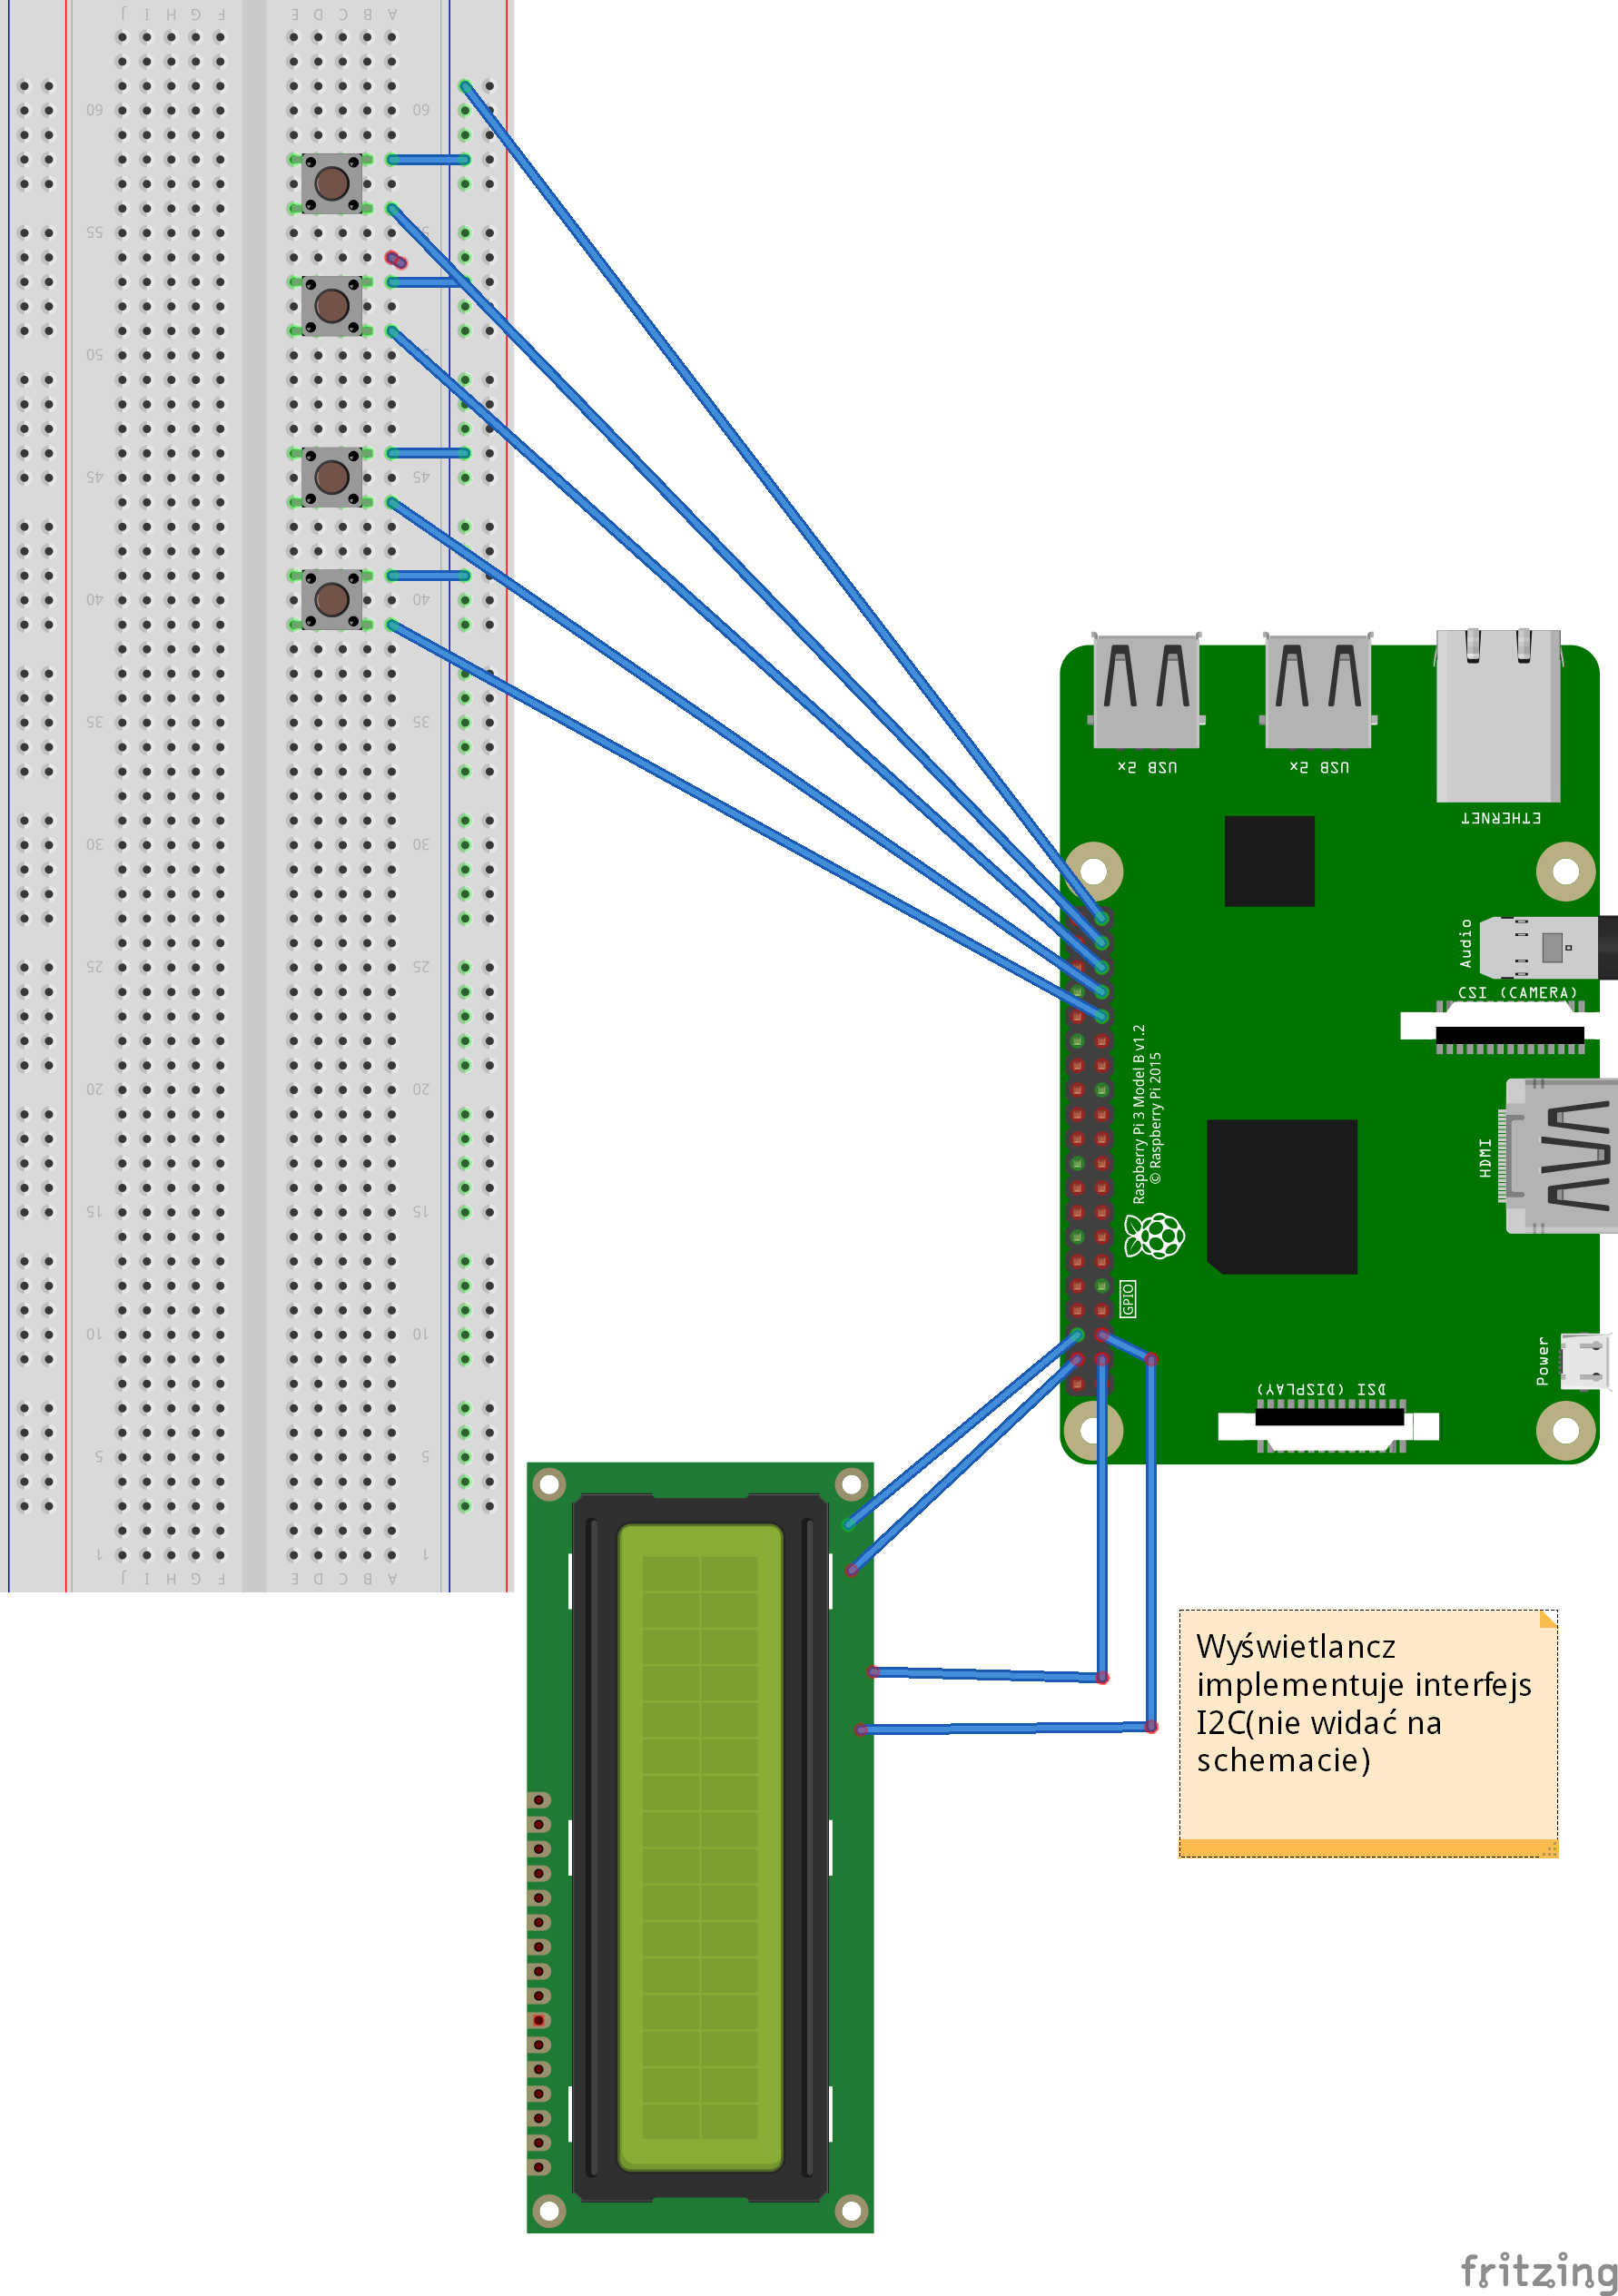 J I H G F E D C B A
60 60
55
50
45 45
40 40
35 35
30 30
25 25
20 20
15 15
10 10
5 5
1 1
J I H G F E D C B A
USB 2x
USB 2x
ETHERNET
Audio
CSI (CAMERA)
Raspberry Pi 3 Model B v1.2
© Raspberry Pi 2015
HDMI
GPIO
Power
DSI (DISPLAY)
Wyświetlancz
implementuje interfejs
I2C(nie widać na
schemacie)
fritzing